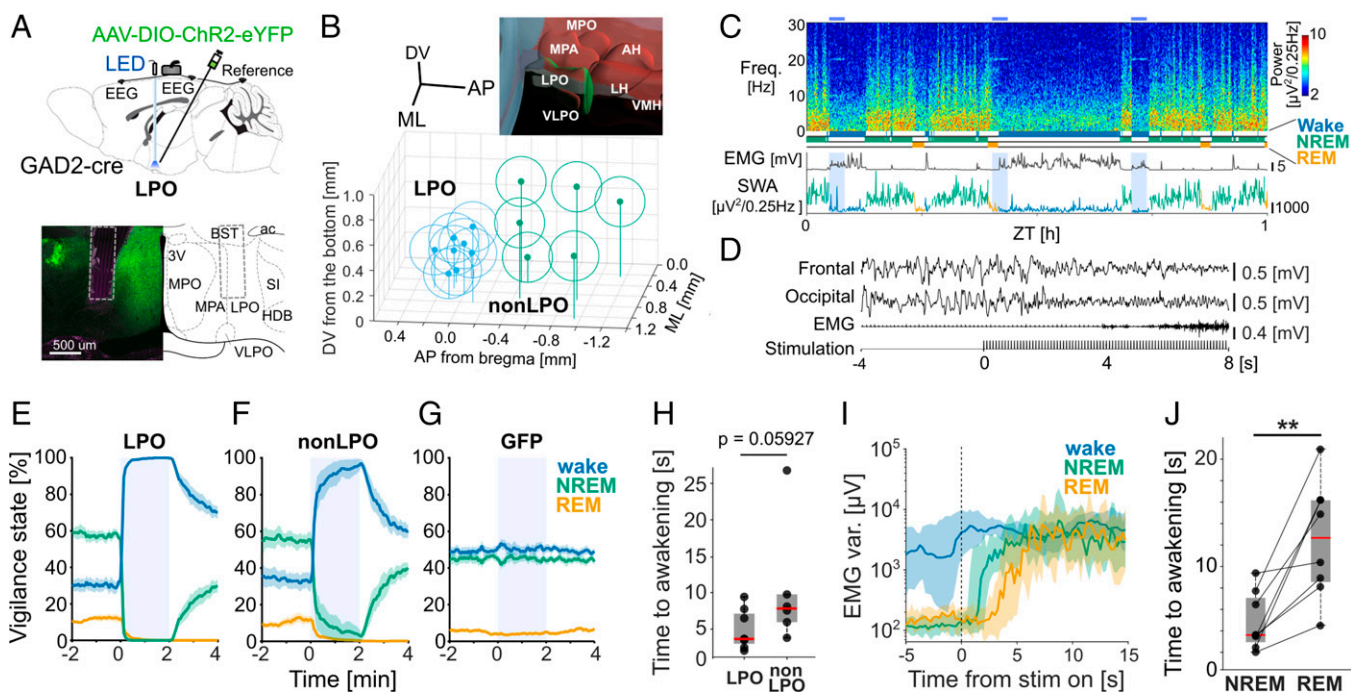 A
AAV-DIO-ChR2-eYFP
LED
Reference
EEG
EEG
GAD2-cre
LPO
BST
ac
3V
MPO
SI
MPA
LPO
HDB
VLPO
500 um
B
DV
AP
ML
MPO
MPA
AH
LPO
LH
VLPO
VMH
DV from the bottom [mm]
1.0
0.8
0.6
0.4
0.2
0
LPO
nonLPO
0.4
0.0
-0.4
-0.8
-1.2
AP from bregma [mm]
0.0
0.4
0.8
1.2
ML [mm]
C
Freq.
[Hz]
30
20
10
0
10
2
Power
[µV²/0.25Hz]
Wake
NREM
REM
EMG [mV]
5
SWA
[µV²/0.25Hz]
1000
0
ZT [h]
1
D
Frontal
0.5 [mV]
Occipital
0.5 [mV]
EMG
0.4 [mV]
Stimulation
-4
0
4
8
[s]
E
LPO
Vigilance state [%]
100
80
60
40
20
0
-2
0
2
4
F
nonLPO
100
80
60
40
20
0
-2
0
2
4
Time [min]
G
GFP
wake
NREM
REM
100
80
60
40
20
0
-2
0
2
4
H
p = 0.05927
Time to awakening [s]
25
20
15
10
5
0
LPO
non
LPO
I
wake
NREM
REM
EMG var. [µV]
10⁵
10⁴
10³
10²
-5
0
5
10
15
Time from stim on [s]
J
**
Time to awakening [s]
20
10
0
NREM
REM